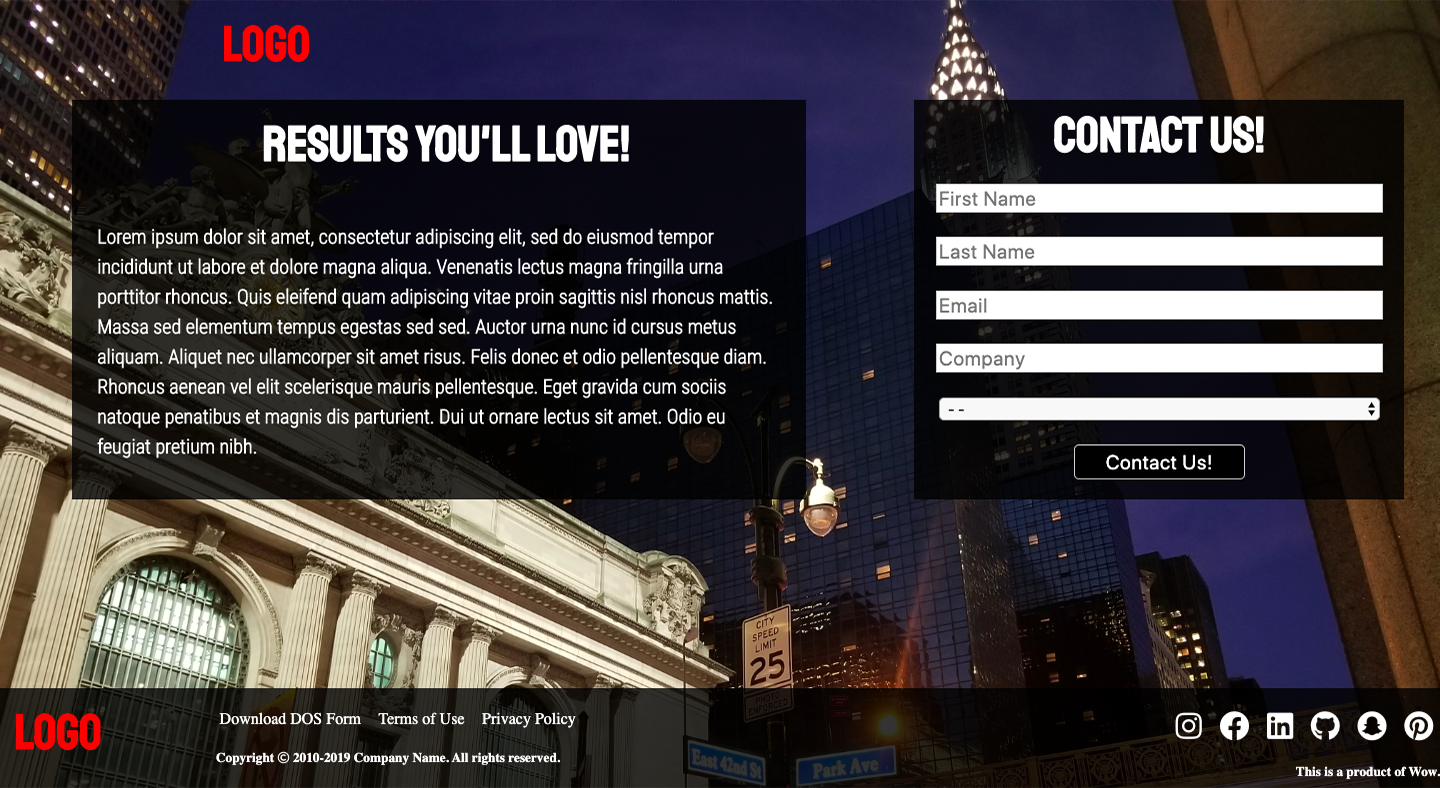 LOGO
RESULTS YOU'LL LOVE!
Lorem ipsum dolor sit amet, consectetur adipiscing elit, sed do eiusmod tempor
incididunt ut labore et dolore magna aliqua. Venenatis lectus magna fringilla urna
porttitor rhoncus. Quis eleifend quam adipiscing vitae proin sagittis nisl rhoncus mattis.
Massa sed elementum tempus egestas sed sed. Auctor urna nunc id cursus metus
aliquam. Aliquet nec ullamcorper sit amet risus. Felis donec et odio pellentesque diam.
Rhoncus aenean vel elit scelerisque mauris pellentesque. Eget gravida cum sociis
natoque penatibus et magnis dis parturient. Dui ut ornare lectus sit amet. Odio eu
feugiat pretium nibh.
CONTACT US!
First Name
Last Name
Email
Company
- -
Contact Us!
CITY
SPEED
LIMIT
25
East 42nd St
Park Ave
LOGO
Download DOS Form Terms of Use Privacy Policy
Copyright © 2010-2019 Company Name. All rights reserved.
This is a product of Wow.